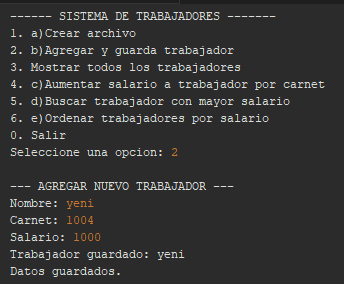 ------ SISTEMA DE TRABAJADORES -------
1. a)Crear archivo
2. b)Agregar y guarda trabajador
3. Mostrar todos los trabajadores
4. c)Aumentar salario a trabajador por carnet
5. d)Buscar trabajador con mayor salario
6. e)Ordenar trabajadores por salario
0. Salir
Seleccione una opcion: 2

--- AGREGAR NUEVO TRABAJADOR ---
Nombre: yeni
Carnet: 1004
Salario: 1000
Trabajador guardado: yeni
Datos guardados.